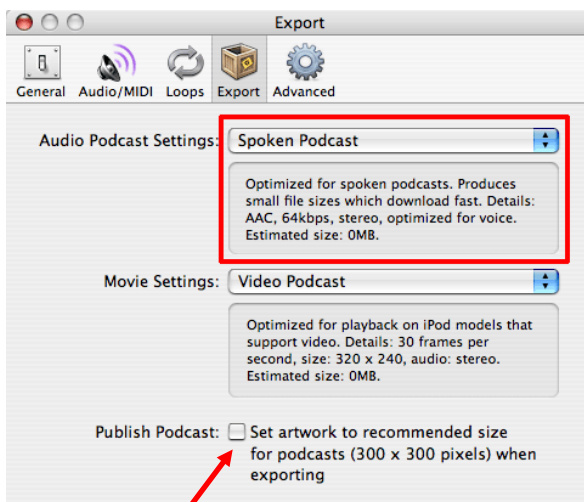 Export
General Audio/MIDI Loops Export Advanced
Audio Podcast Settings: Spoken Podcast
Optimized for spoken podcasts. Produces
small file sizes which download fast. Details:
AAC, 64kbps, stereo, optimized for voice.
Estimated size: 0MB.
Movie Settings: Video Podcast
Optimized for playback on iPod models that
support video. Details: 30 frames per
second, size: 320 x 240, audio: stereo.
Estimated size: 0MB.
Publish Podcast: Set artwork to recommended size
for podcasts (300 x 300 pixels) when
exporting